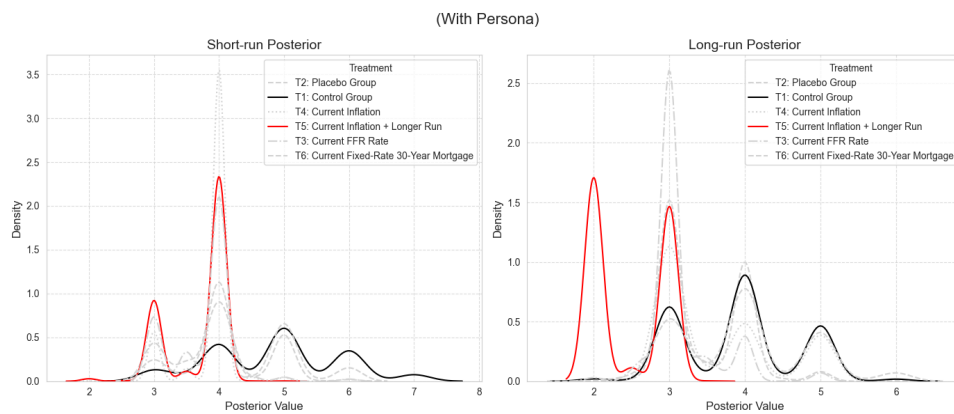 (With Persona)
Short-run Posterior
Treatment
T2: Placebo Group
T1: Control Group
T4: Current Inflation
T5: Current Inflation + Longer Run
T3: Current FFR Rate
T6: Current Fixed-Rate 30-Year Mortgage
Density
3.5
3.0
2.5
2.0
1.5
1.0
0.5
0.0
2 3 4 5 6 7 8
Posterior Value
Long-run Posterior
Treatment
T2: Placebo Group
T1: Control Group
T4: Current Inflation
T5: Current Inflation + Longer Run
T3: Current FFR Rate
T6: Current Fixed-Rate 30-Year Mortgage
Density
2.5
2.0
1.5
1.0
0.5
0.0
2 3 4 5 6
Posterior Value